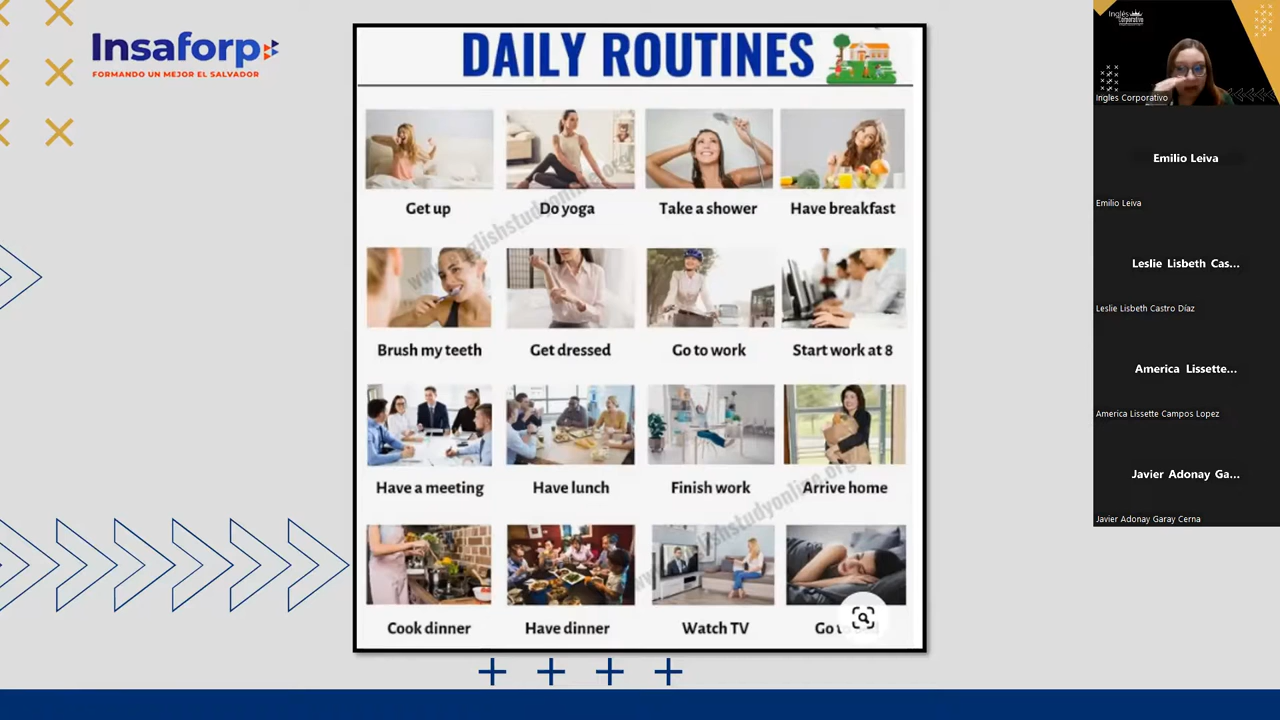 Insaforp
FORMANDO UN MEJOR EL SALVADOR
DAILY ROUTINES
Get up
Do yoga
Take a shower
Have breakfast
Brush my teeth
Get dressed
Go to work
Start work at 8
Have a meeting
Have lunch
Finish work
Arrive home
Cook dinner
Have dinner
Watch TV
Go
Inglés
Corporativo
Ingles Corporativo
Emilio Leiva
Emilio Leiva
Leslie Lisbeth Cas...
Leslie Lisbeth Castro Díaz
America Lissette...
America Lissette Campos Lopez
Javier Adonay Ga...
Javier Adonay Garay Cerna